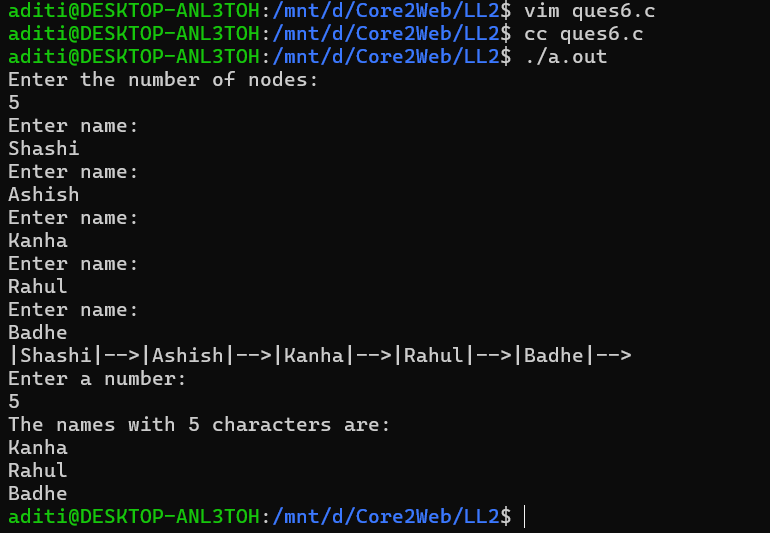 aditi@DESKTOP-ANL3TOH:/mnt/d/Core2Web/LL2$ vim ques6.c
aditi@DESKTOP-ANL3TOH:/mnt/d/Core2Web/LL2$ cc ques6.c
aditi@DESKTOP-ANL3TOH:/mnt/d/Core2Web/LL2$ ./a.out
Enter the number of nodes:
5
Enter name:
Shashi
Enter name:
Ashish
Enter name:
Kanha
Enter name:
Rahul
Enter name:
Badhe
|Shashi|-->|Ashish|-->|Kanha|-->|Rahul|-->|Badhe|-->
Enter a number:
5
The names with 5 characters are:
Kanha
Rahul
Badhe
aditi@DESKTOP-ANL3TOH:/mnt/d/Core2Web/LL2$